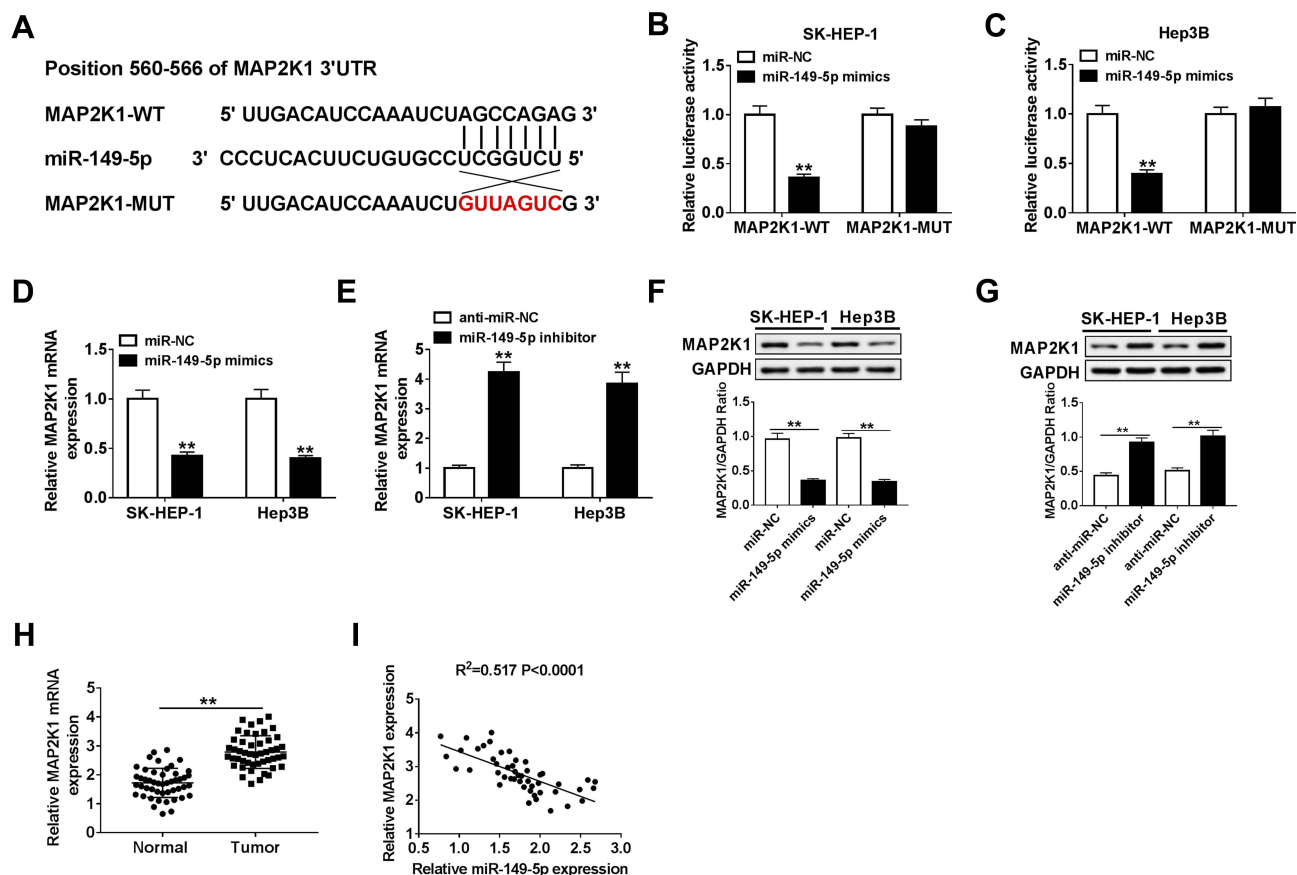 A
Position 560-566 of MAP2K1 3'UTR
MAP2K1-WT 5' UUGACAUCCAAAUCUAGCCAGAG 3'
miR-149-5p 3' CCCUCACUUCUGUGCCUCGGUCU 5'
MAP2K1-MUT 5' UUGACAUCCAAAUCUGUUAGUCG 3'
B
SK-HEP-1
miR-NC
miR-149-5p mimics
Relative luciferase activity
1.5
1.0
0.5
0.0
**
MAP2K1-WT MAP2K1-MUT
C
Hep3B
miR-NC
miR-149-5p mimics
Relative luciferase activity
1.5
1.0
0.5
0.0
**
MAP2K1-WT MAP2K1-MUT
D
miR-NC
miR-149-5p mimics
Relative MAP2K1 mRNA
expression
1.5
1.0
0.5
0.0
** **
SK-HEP-1 Hep3B
E
anti-miR-NC
miR-149-5p inhibitor
Relative MAP2K1 mRNA
expression
5
4
3
2
1
0
** **
SK-HEP-1 Hep3B
F
SK-HEP-1 Hep3B
MAP2K1
GAPDH
MAP2K1/GAPDH Ratio
1.5
1.0
0.5
0.0
** **
miR-NC
miR-149-5p mimics
miR-NC
miR-149-5p mimics
G
SK-HEP-1 Hep3B
MAP2K1
GAPDH
MAP2K1/GAPDH Ratio
1.5
1.0
0.5
0.0
** **
anti-miR-NC
miR-149-5p inhibitor
anti-miR-NC
miR-149-5p inhibitor
H
Relative MAP2K1 mRNA
expression
5
4
3
2
1
0
**
Normal Tumor
I
R²=0.517 P<0.0001
Relative MAP2K1 expression
5
4
3
2
1
0.5 1.0 1.5 2.0 2.5 3.0
Relative miR-149-5p expression